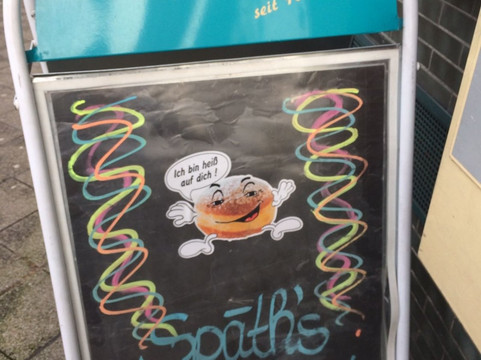 seit
Ich bin heiß
auf dich !
Späth's